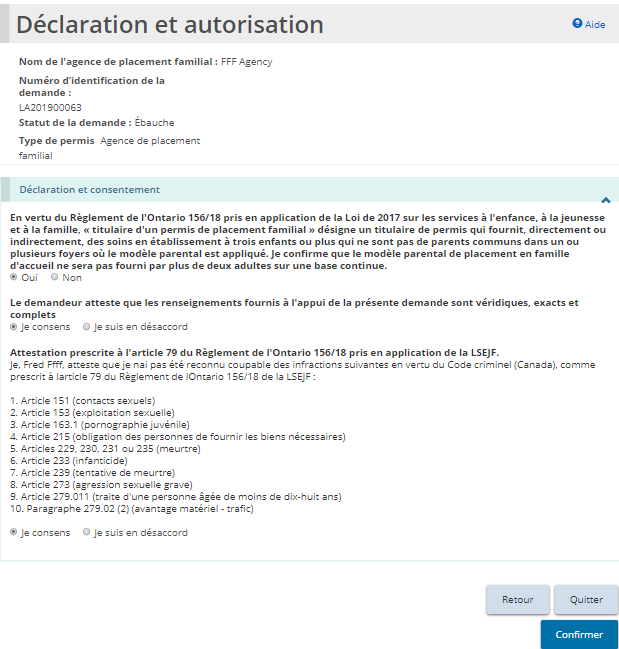 Déclaration et autorisation
Aide
Nom de l'agence de placement familial : FFF Agency
Numéro d'identification de la
demande :
LA201900063
Statut de la demande : Ébauche
Type de permis Agence de placement
familial
Déclaration et consentement
En vertu du Règlement de l'Ontario 156/18 pris en application de la Loi de 2017 sur les services à l'enfance, à la jeunesse
et à la famille, « titulaire d'un permis de placement familial » désigne un titulaire de permis qui fournit, directement ou
indirectement, des soins en établissement à trois enfants ou plus qui ne sont pas de parents communs dans un ou
plusieurs foyers où le modèle parental est appliqué. Je confirme que le modèle parental de placement en famille
d'accueil ne sera pas fourni par plus de deux adultes sur une base continue.
Oui Non
Le demandeur atteste que les renseignements fournis à l'appui de la présente demande sont véridiques, exacts et
complets
Je consens Je suis en désaccord
Attestation prescrite à l'article 79 du Règlement de l'Ontario 156/18 pris en application de la LSEJF.
Je, Fred Ffff, atteste que je nai pas été reconnu coupable des infractions suivantes en vertu du Code criminel (Canada), comme
prescrit à larticle 79 du Règlement de lOntario 156/18 de la LSEJF :
1. Article 151 (contacts sexuels)
2. Article 153 (exploitation sexuelle)
3. Article 163.1 (pornographie juvénile)
4. Article 215 (obligation des personnes de fournir les biens nécessaires)
5. Articles 229, 230, 231 ou 235 (meurtre)
6. Article 233 (infanticide)
7. Article 239 (tentative de meurtre)
8. Article 273 (agression sexuelle grave)
9. Article 279.011 (traite d'une personne âgée de moins de dix-huit ans)
10. Paragraphe 279.02 (2) (avantage matériel - trafic)
Je consens Je suis en désaccord
Retour Quitter
Confirmer